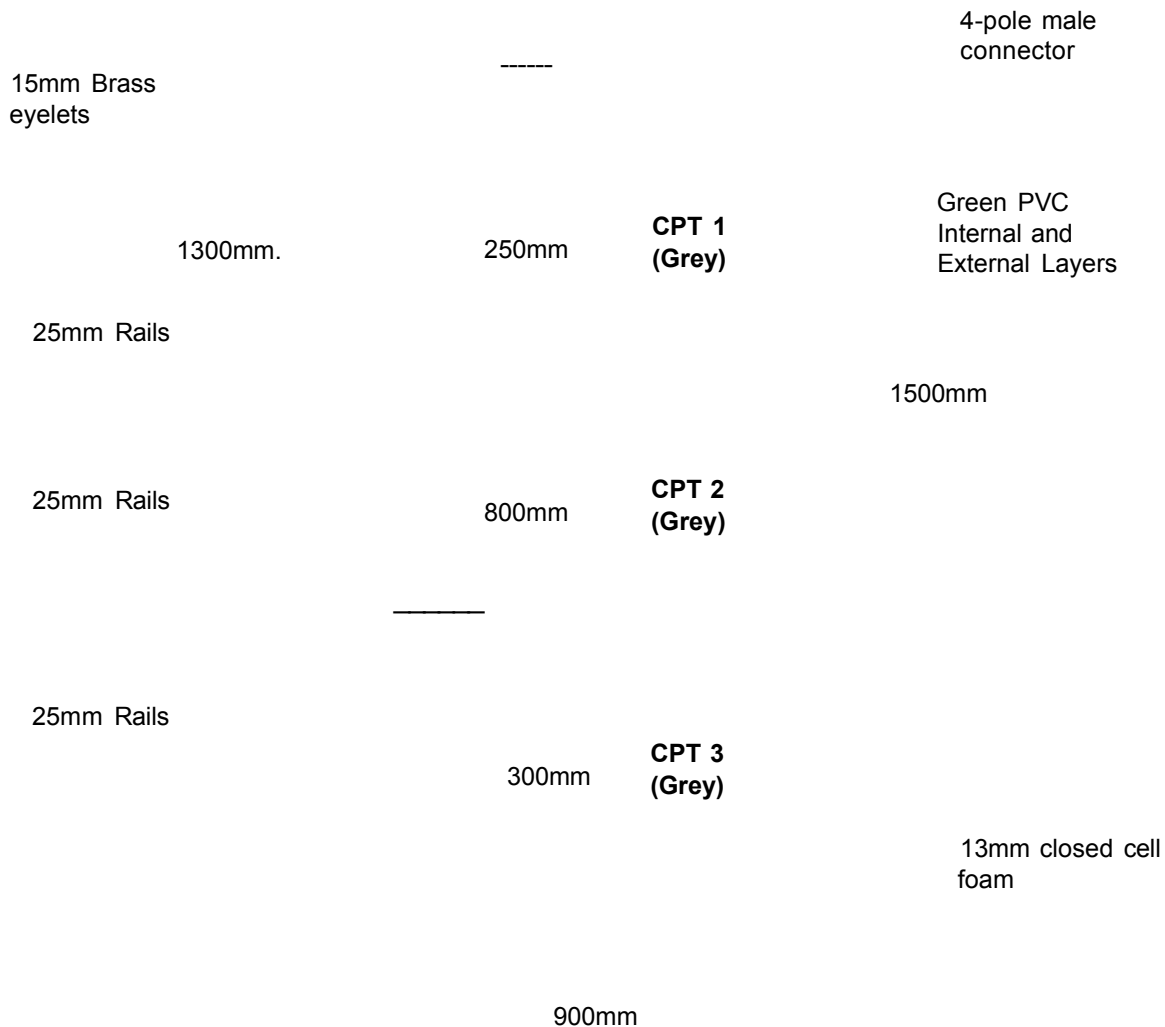 4-pole male
connector
------
15mm Brass
eyelets
Green PVC
Internal and
External Layers
1300mm.
250mm
CPT 1
(Grey)
25mm Rails
1500mm
25mm Rails
800mm
CPT 2
(Grey)
______
25mm Rails
300mm
CPT 3
(Grey)
13mm closed cell
foam
900mm